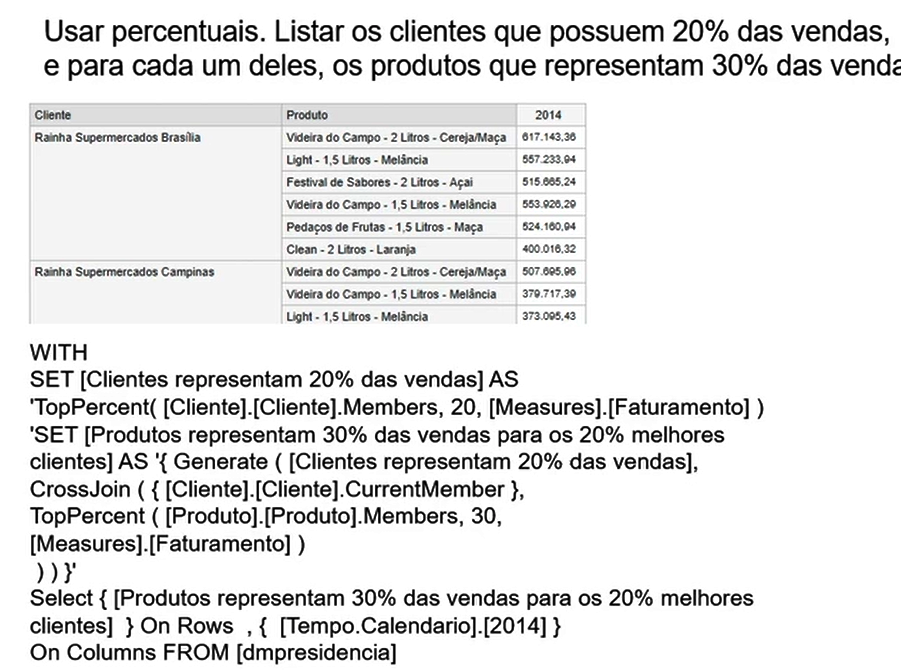 Usar percentuais. Listar os clientes que possuem 20% das vendas,
e para cada um deles, os produtos que representam 30% das venda
Cliente Produto 2014
Rainha Supermercados Brasília Videira do Campo - 2 Litros - Cereja/Maça 617.143,36
Light - 1,5 Litros - Melância 557.233,94
Festival de Sabores - 2 Litros - Açai 515.665,24
Videira do Campo - 1,5 Litros - Melância 553.926,29
Pedaços de Frutas - 1,5 Litros - Maça 524.160,94
Clean - 2 Litros - Laranja 400.016,32
Rainha Supermercados Campinas Videira do Campo - 2 Litros - Cereja/Maça 507.695,96
Videira do Campo - 1,5 Litros - Melância 379.717,39
Light - 1,5 Litros - Melância 373.095,43
WITH
SET [Clientes representam 20% das vendas] AS
'TopPercent( [Cliente].[Cliente].Members, 20, [Measures].[Faturamento] )
'SET [Produtos representam 30% das vendas para os 20% melhores
clientes] AS '{ Generate ( [Clientes representam 20% das vendas],
CrossJoin ( { [Cliente].[Cliente].CurrentMember },
TopPercent ( [Produto].[Produto].Members, 30,
[Measures].[Faturamento] )
) ) }'
Select { [Produtos representam 30% das vendas para os 20% melhores
clientes] } On Rows , { [Tempo.Calendario].[2014] }
On Columns FROM [dmpresidencia]